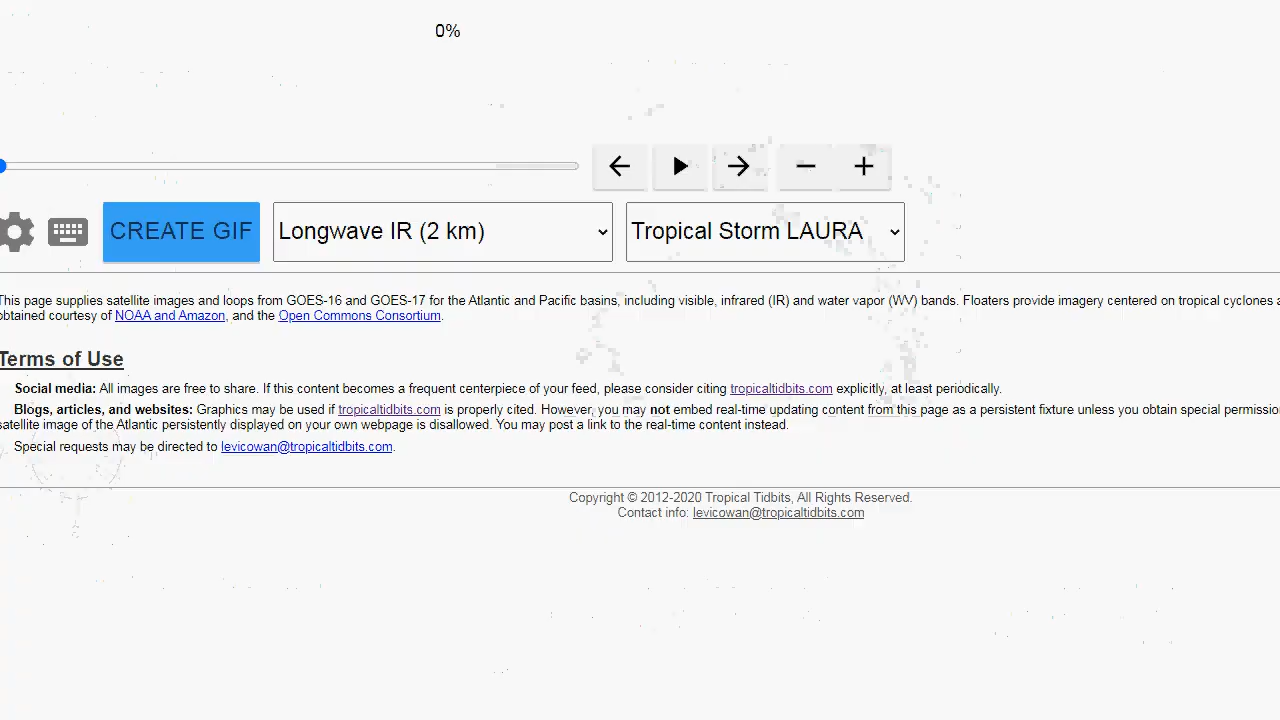 0%
CREATE GIF Longwave IR (2 km) Tropical Storm LAURA
This page supplies satellite images and loops from GOES-16 and GOES-17 for the Atlantic and Pacific basins, including visible, infrared (IR) and water vapor (WV) bands. Floaters provide imagery centered on tropical cyclones
obtained courtesy of NOAA and Amazon, and the Open Commons Consortium.
Terms of Use
Social media: All images are free to share. If this content becomes a frequent centerpiece of your feed, please consider citing tropicaltidbits.com explicitly, at least periodically.
Blogs, articles, and websites: Graphics may be used if tropicaltidbits.com is properly cited. However, you may not embed real-time updating content from this page as a persistent fixture unless you obtain special
satellite image of the Atlantic persistently displayed on your own webpage is disallowed. You may post a link to the real-time content instead.
Special requests may be directed to levicowan@tropicaltidbits.com.
Copyright © 2012-2020 Tropical Tidbits, All Rights Reserved.
Contact info: levicowan@tropicaltidbits.com